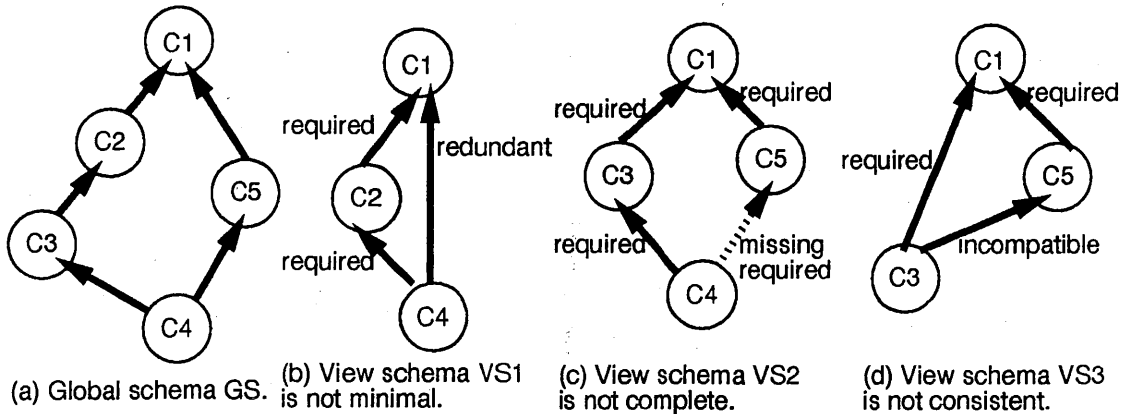 C1
C2
C5
C3
C4
(a) Global schema GS.
C1
required
redundant
C2
required
C4
(b) View schema VS1
is not minimal.
C1
required
required
C3
C5
required
missing
required
C4
(c) View schema VS2
is not complete.
C1
required
required
C5
incompatible
C3
(d) View schema VS3
is not consistent.